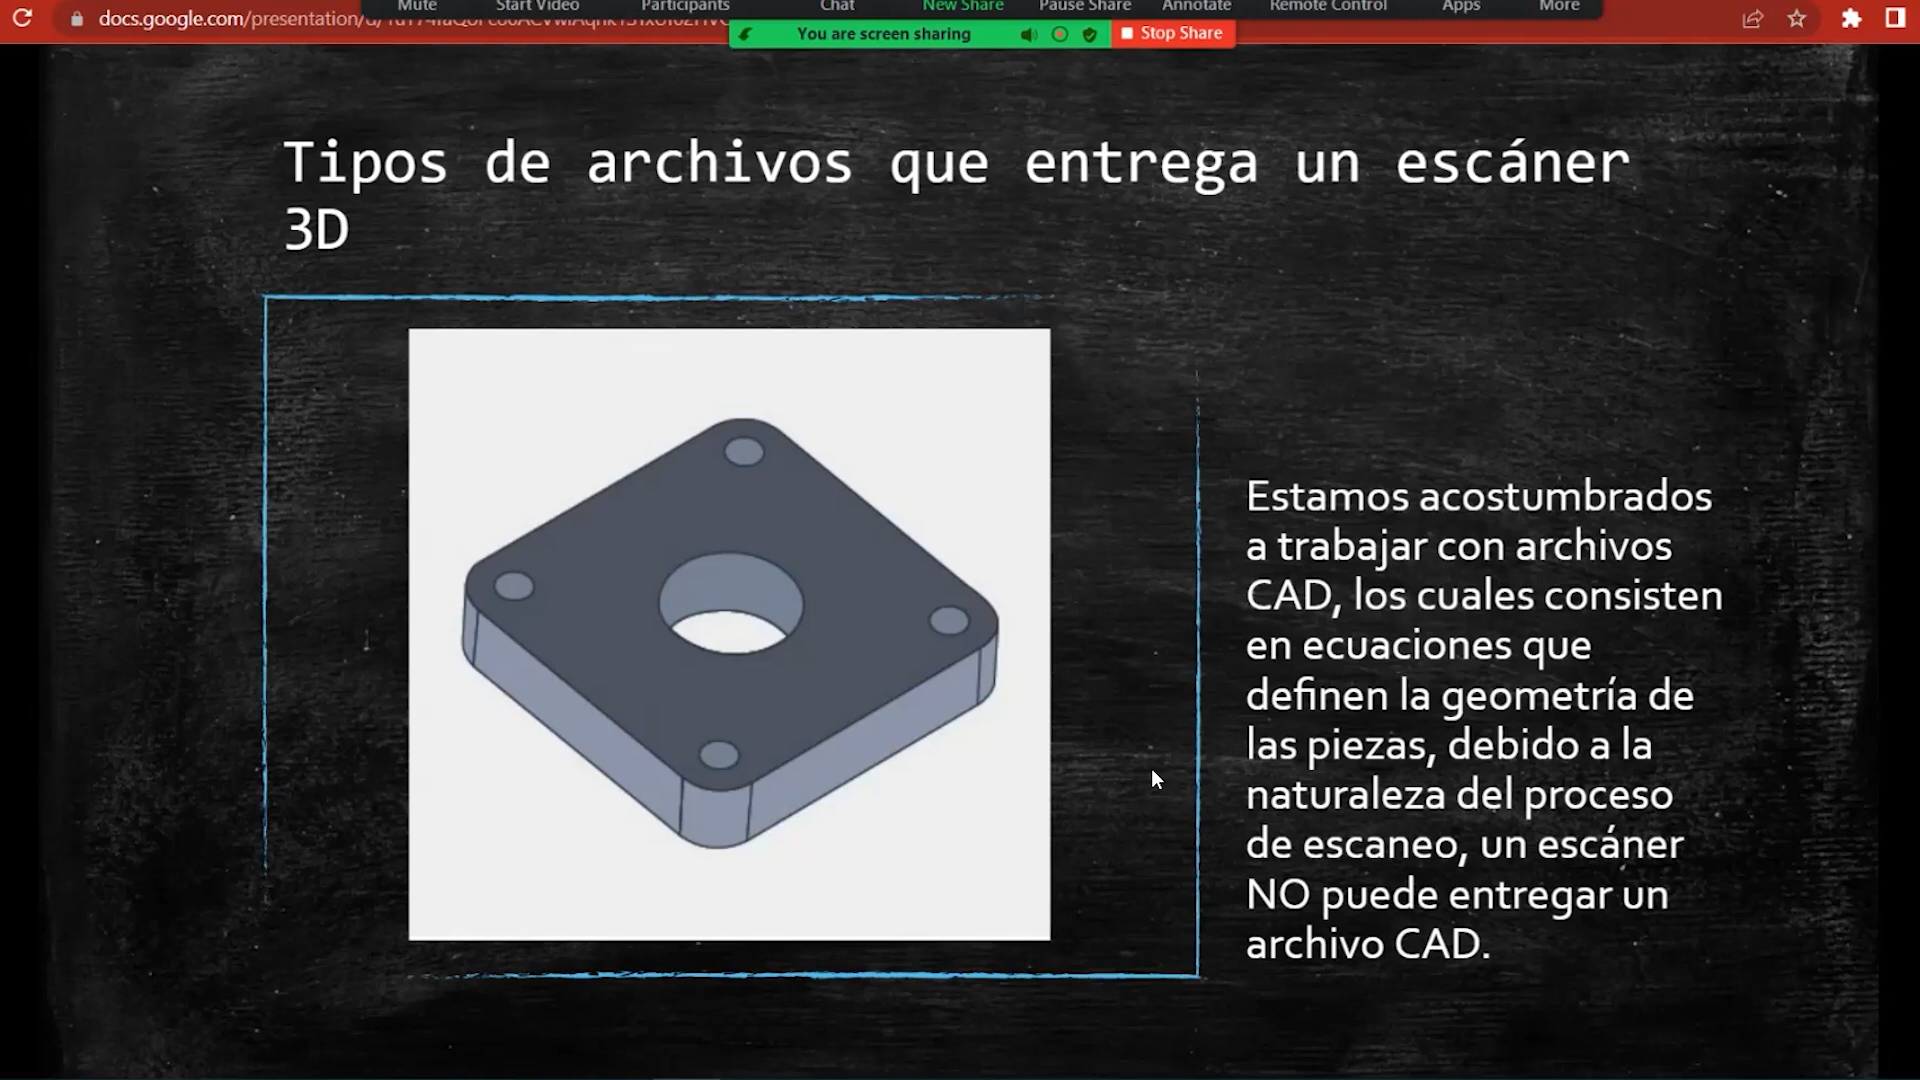 Mute Start Video Participants Chat New Share Pause Share Annotate Remote Control Apps More
docs.google.com/presentation/
You are screen sharing Stop Share
Tipos de archivos que entrega un escáner
3D
Estamos acostumbrados
a trabajar con archivos
CAD, los cuales consisten
en ecuaciones que
definen la geometría de
las piezas, debido a la
naturaleza del proceso
de escaneo, un escáner
NO puede entregar un
archivo CAD.